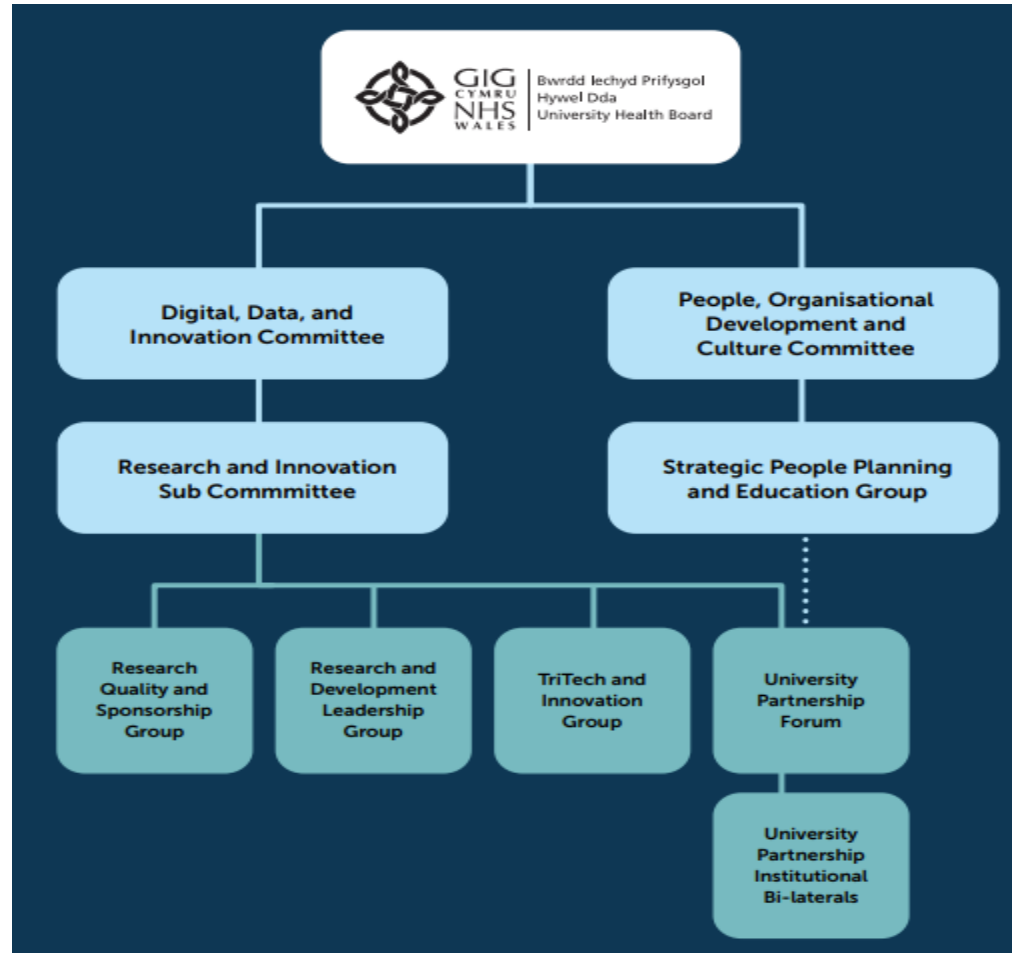 GIG
CYMRU
NHS
WALES
Bwrdd Iechyd Prifysgol
Hywel Dda
University Health Board
Digital, Data, and
Innovation Committee
People, Organisational
Development and
Culture Committee
Research and Innovation
Sub Commmittee
Strategic People Planning
and Education Group
Research
Quality and
Sponsorship
Group
Research and
Development
Leadership
Group
TriTech and
Innovation
Group
University
Partnership
Forum
University
Partnership
Institutional
Bi-laterals